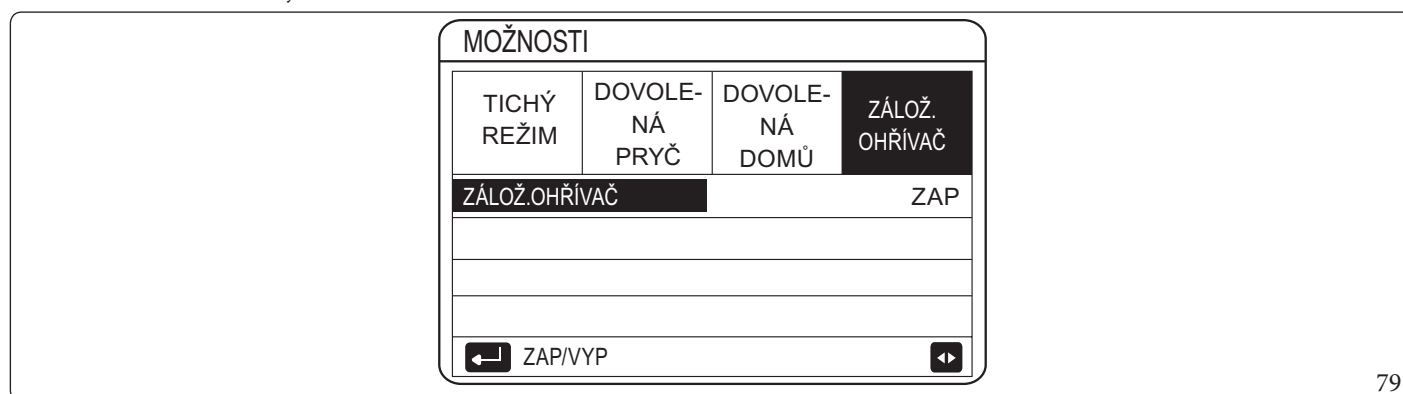 MOŽNOSTI
TICHÝ
REŽIM
DOVOLE-
NÁ
PRYČ
DOVOLE-
NÁ
DOMŮ
ZÁLOŽ.
OHŘÍVAČ
ZÁLOŽ.OHŘÍVAČ ZAP
ZAP/VYP
79